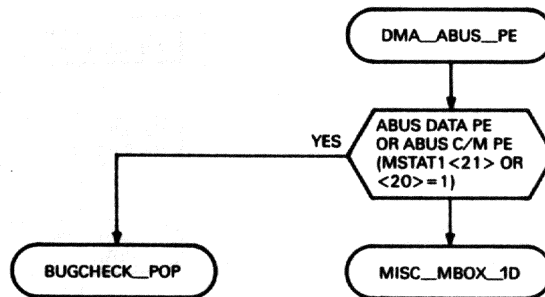 DMA__ABUS__PE
ABUS DATA PE
OR ABUS C/M PE
(MSTAT1 <21> OR
<20> = 1)
YES
BUGCHECK__POP
MISC__MBOX__1D